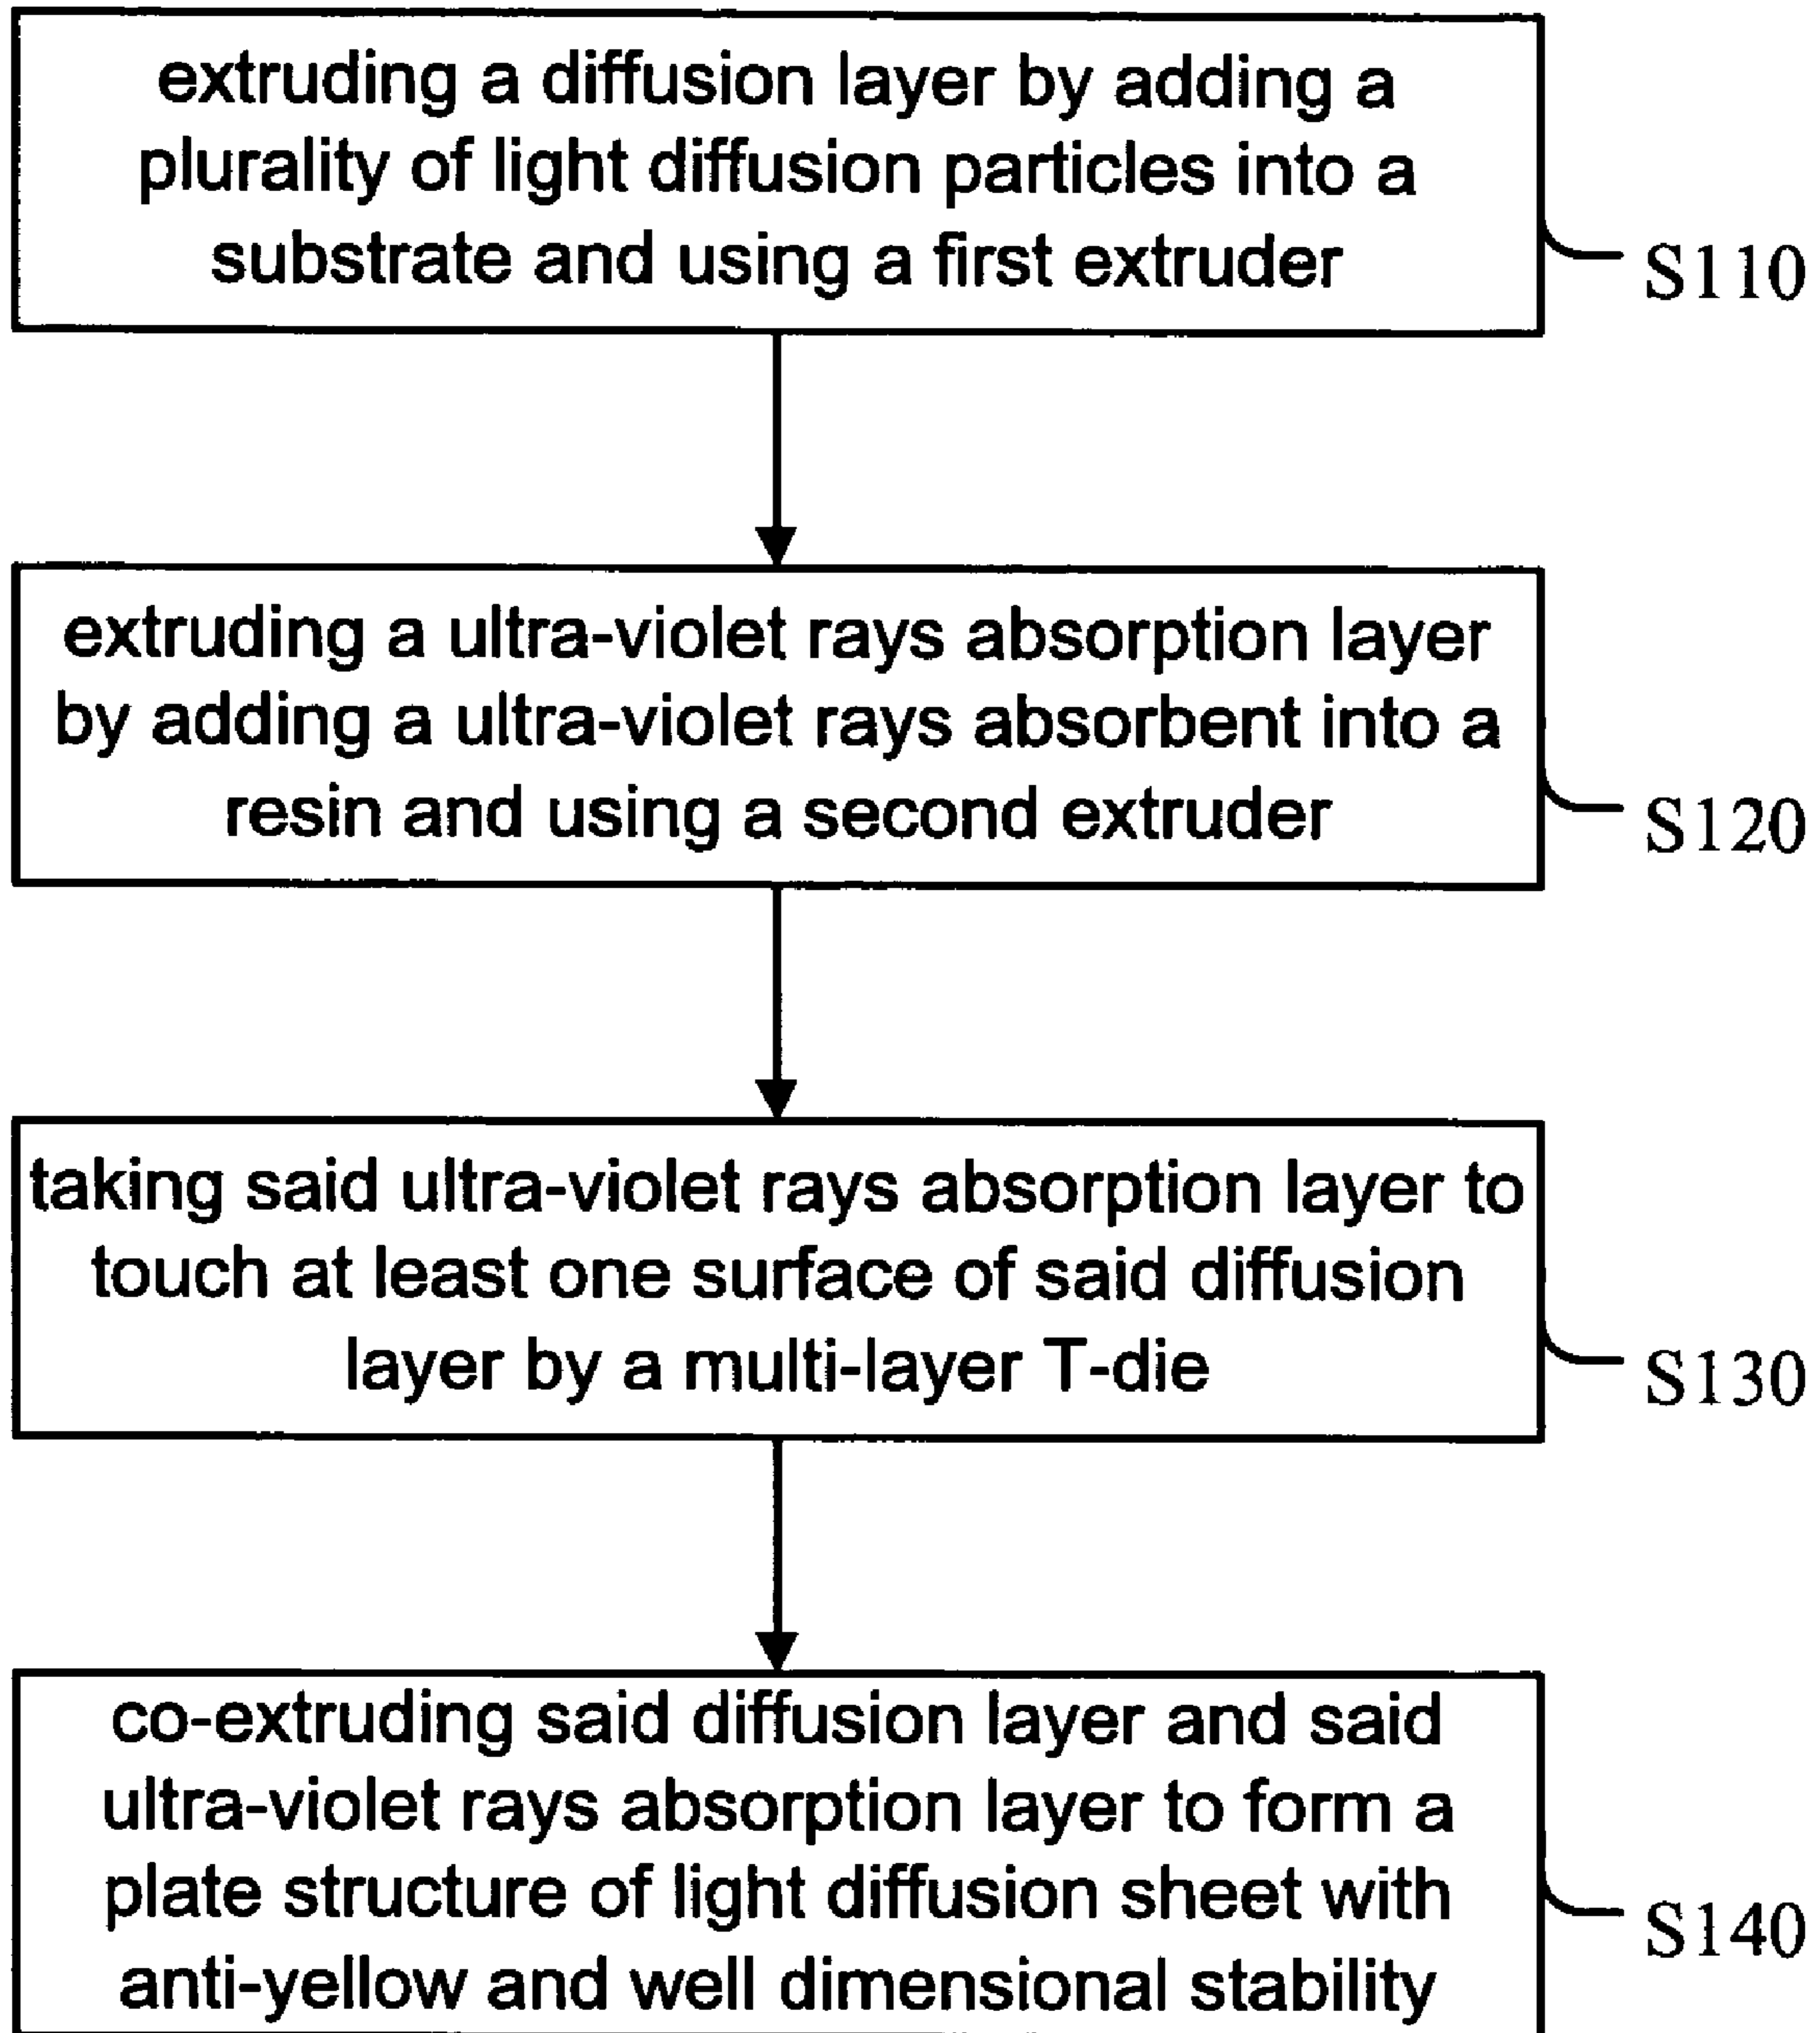 extruding a diffusion layer by adding a
plurality of light diffusion particles into a
substrate and using a first extruder
S110
extruding a ultra-violet rays absorption layer
by adding a ultra-violet rays absorbent into a
resin and using a second extruder
S120
taking said ultra-violet rays absorption layer to
touch at least one surface of said diffusion
layer by a multi-layer T-die
S130
co-extruding said diffusion layer and said
ultra-violet rays absorption layer to form a
plate structure of light diffusion sheet with
anti-yellow and well dimensional stability
S140